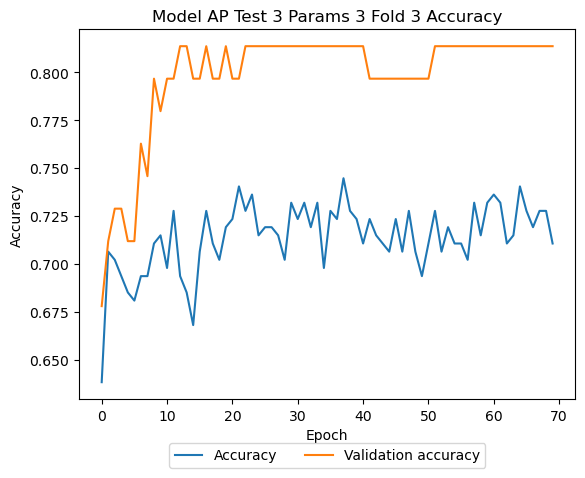 Model AP Test 3 Params 3 Fold 3 Accuracy
Accuracy
0.800
0.775
0.750
0.725
0.700
0.675
0.650
0 10 20 30 40 50 60 70
Epoch
Accuracy Validation accuracy